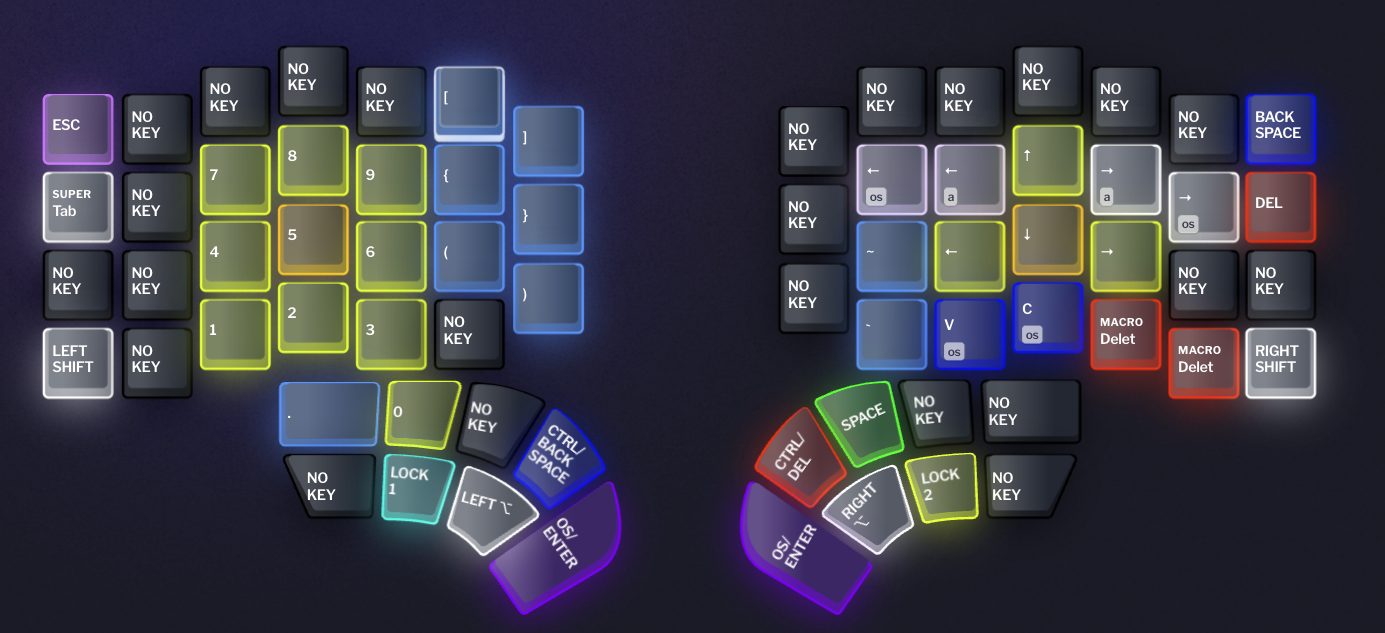 ESC
NO
KEY
NO
KEY
NO
KEY
NO
KEY
[
]
SUPER
Tab
NO
KEY
7
8
9
{
}
NO
KEY
NO
KEY
4
5
6
(
)
LEFT
SHIFT
NO
KEY
1
2
3
NO
KEY
.
0
NO
KEY
CTRL/
BACK
SPACE
NO
KEY
LOCK
1
LEFT ⌥
OS/
ENTER
NO
KEY
NO
KEY
NO
KEY
NO
KEY
NO
KEY
NO
KEY
BACK
SPACE
NO
KEY
←
os
←
a
↑
→
a
→
os
DEL
NO
KEY
~
←
↓
→
NO
KEY
NO
KEY
`
V
os
C
os
MACRO
Delet
MACRO
Delet
RIGHT
SHIFT
CTRL/
DEL
SPACE
NO
KEY
NO
KEY
OS/
ENTER
RIGHT
⌥
LOCK
2
NO
KEY